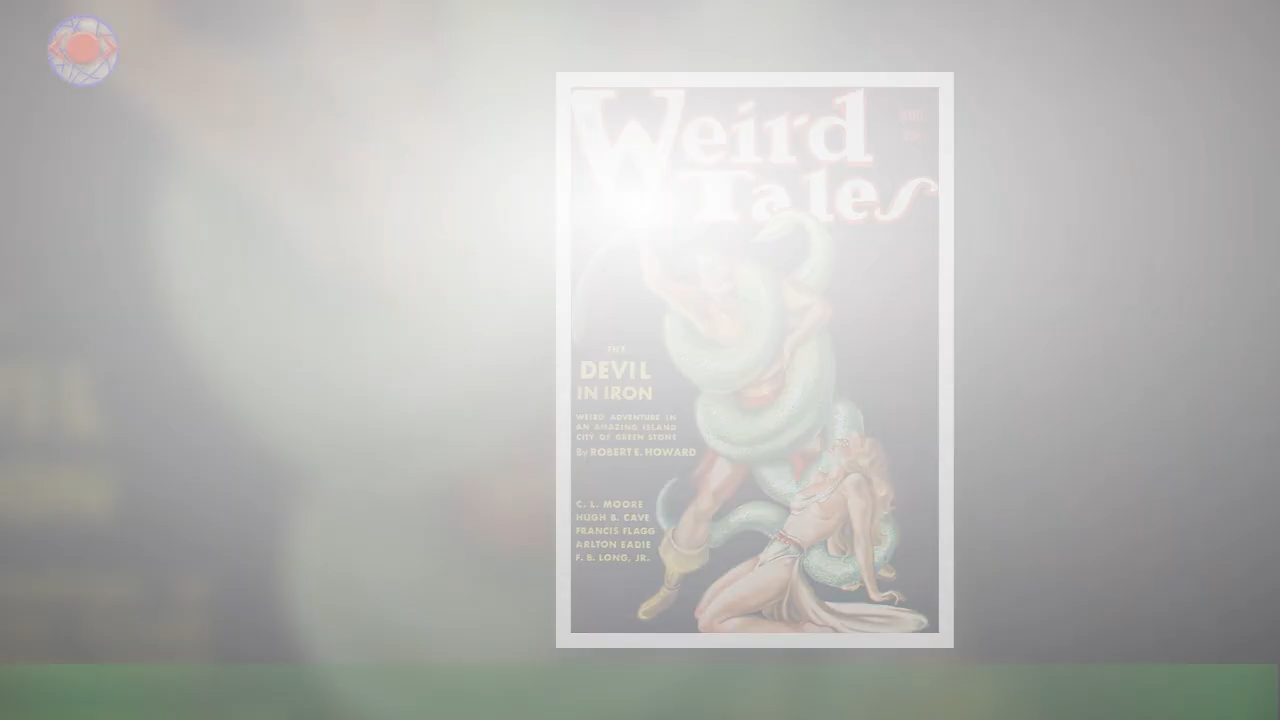 Weird
Tales
THE
DEVIL
IN IRON
WEIRD ADVENTURE IN
AN AMAZING ISLAND
CITY OF GREEN STONE
By ROBERT E. HOWARD
C. L. MOORE
HUGH B. CAVE
FRANCIS FLAGG
ARLTON EADIE
F. B. LONG, JR.